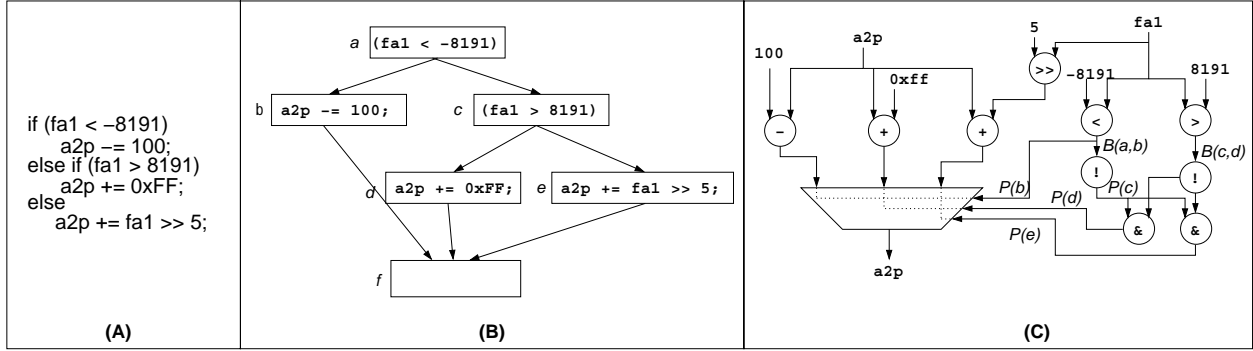 if (fa1 < −8191)
a2p −= 100;
else if (fa1 > 8191)
a2p += 0xFF;
else
a2p += fa1 >> 5;
(A)
a
(fa1 < -8191)
b
a2p -= 100;
c
(fa1 > 8191)
d
a2p += 0xFF;
e
a2p += fa1 >> 5;
f
(B)
fa1
5
a2p
>>
100
-8191
8191
0xff
-
+
+
<
>
B(a,b)
B(c,d)
!
!
P(b)
P(c)
P(d)
&
&
P(e)
a2p
(C)